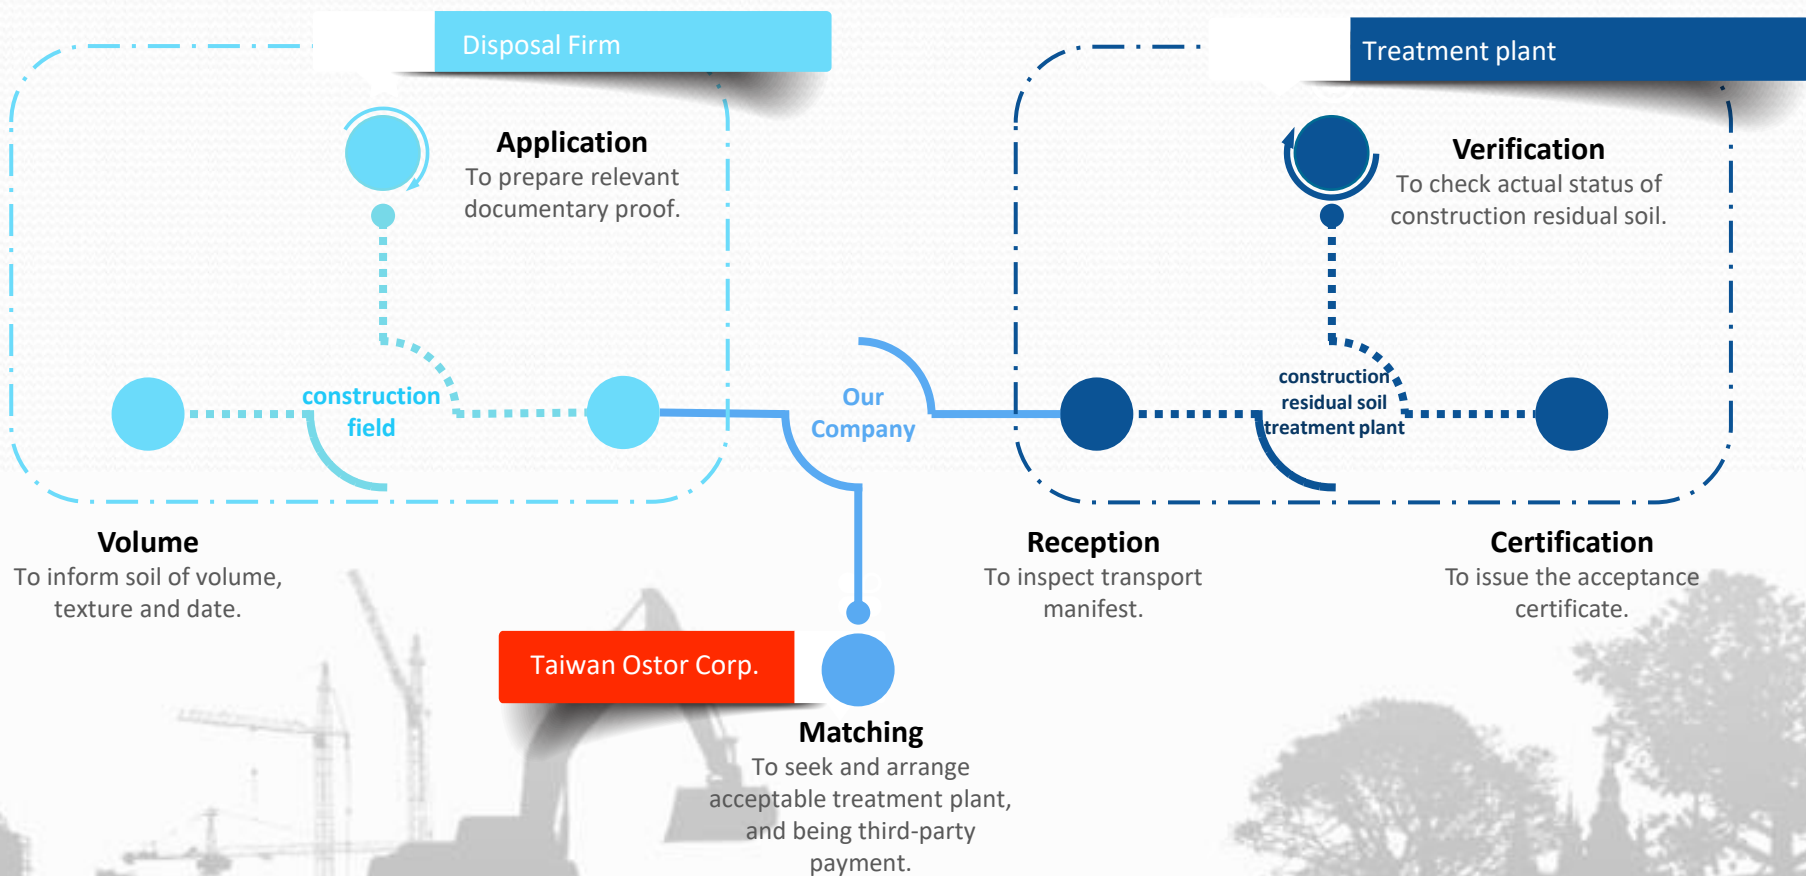 Disposal Firm
Treatment plant
Application
To prepare relevant
documentary proof.
Verification
To check actual status of
construction residual soil.
construction
field
Our
Company
construction
residual soil
treatment plant
Volume
To inform soil of volume,
texture and date.
Reception
To inspect transport
manifest.
Certification
To issue the acceptance
certificate.
Taiwan Ostor Corp.
Matching
To seek and arrange
acceptable treatment plant,
and being third-party
payment.